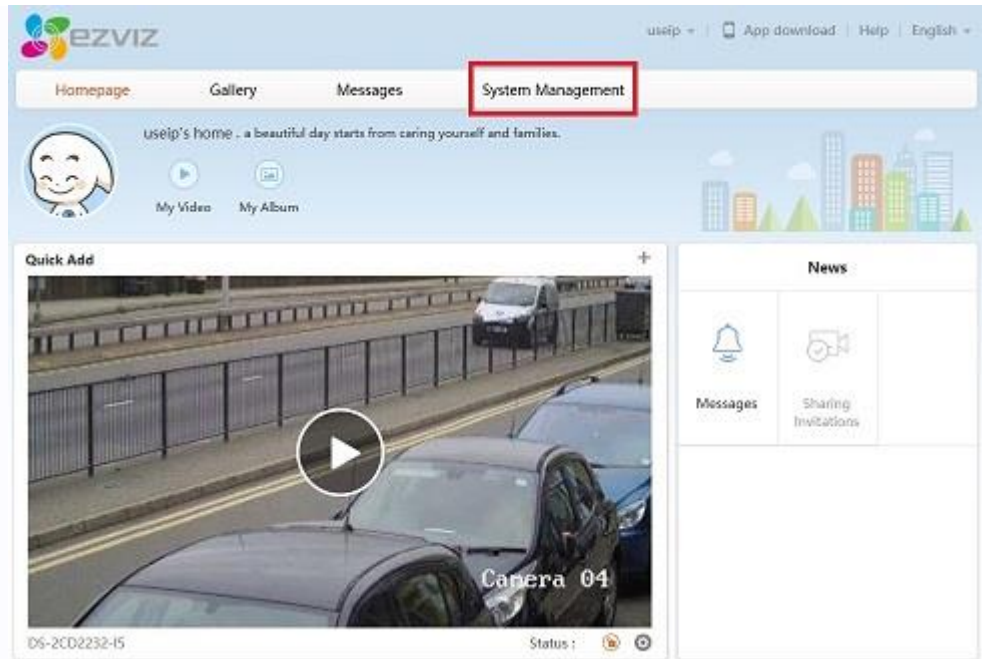 ezviz
useip App download Help English
Homepage Gallery Messages System Management
useip's home . a beautiful day starts from caring yourself and families.
My Video My Album
Quick Add +
News
Messages Sharing
Invitations
Camera 04
DS-2CD2232-I5 Status :